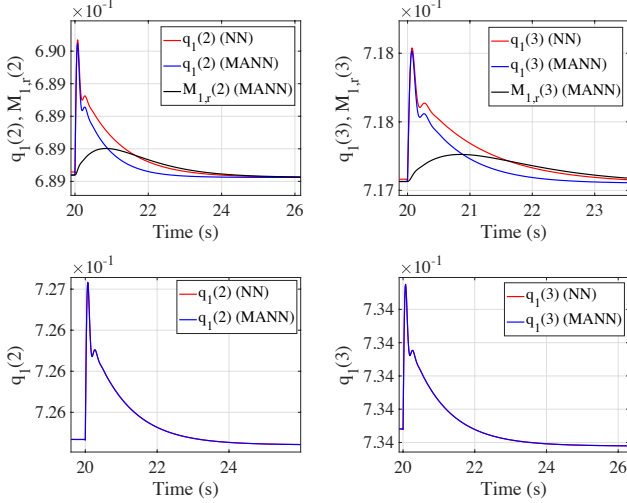 ×10⁻¹
6.90
6.89
6.89
6.89
6.89
q₁(2), M₁,ᵣ(2)
q₁(2) (NN)
q₁(2) (MANN)
M₁,ᵣ(2) (MANN)
20 22 24 26
Time (s)
×10⁻¹
7.18
7.18
7.17
q₁(3), M₁,ᵣ(3)
q₁(3) (NN)
q₁(3) (MANN)
M₁,ᵣ(3) (MANN)
20 21 22 23
Time (s)
×10⁻¹
7.27
7.26
7.26
q₁(2)
q₁(2) (NN)
q₁(2) (MANN)
20 22 24
Time (s)
×10⁻¹
7.34
7.34
7.34
7.34
7.34
q₁(3)
q₁(3) (NN)
q₁(3) (MANN)
20 22 24 26
Time (s)